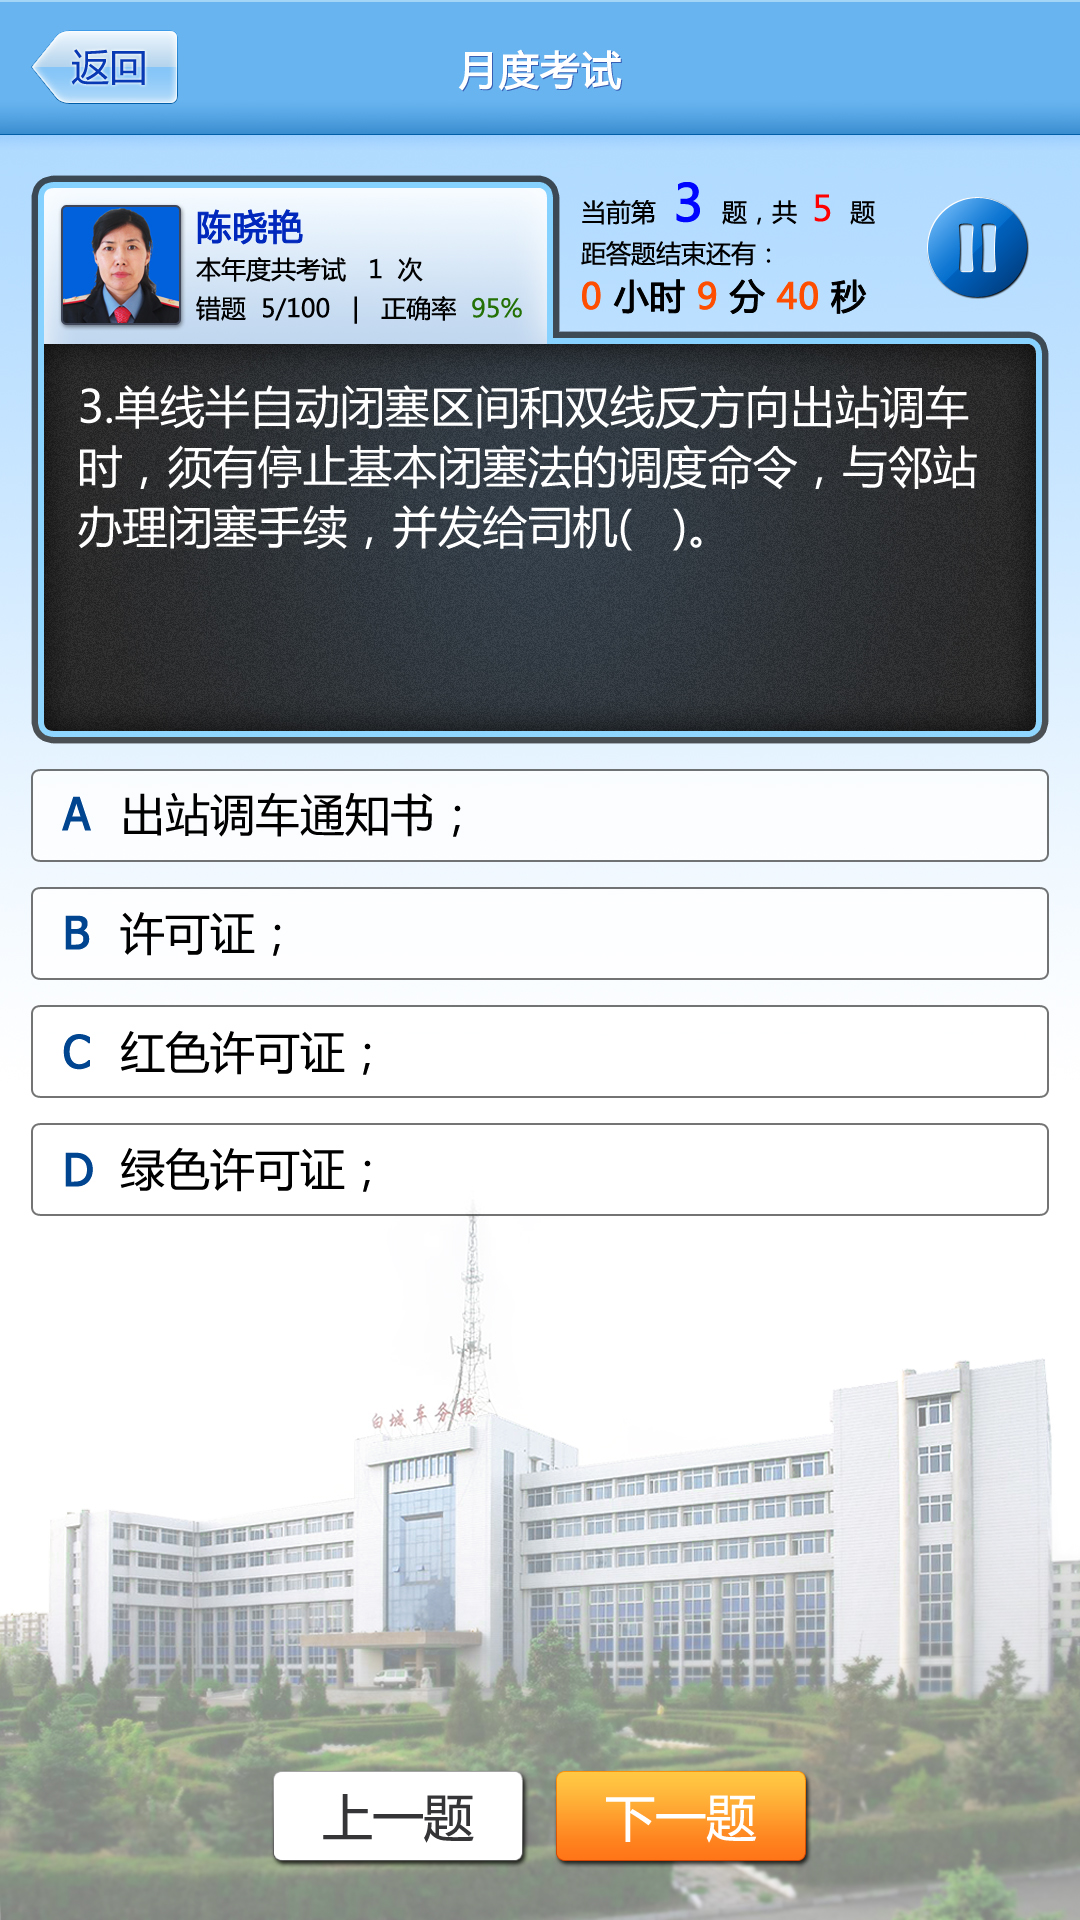 返回
月度考试
陈晓艳
本年度共考试 1 次
错题 5/100 | 正确率 95%
当前第 3 题，共 5 题
距答题结束还有：
0 小时 9 分 40 秒
3.单线半自动闭塞区间和双线反方向出站调车
时，须有停止基本闭塞法的调度命令，与邻站
办理闭塞手续，并发给司机( )。
A 出站调车通知书；
B 许可证；
C 红色许可证；
D 绿色许可证；
白城车务段
上一题
下一题